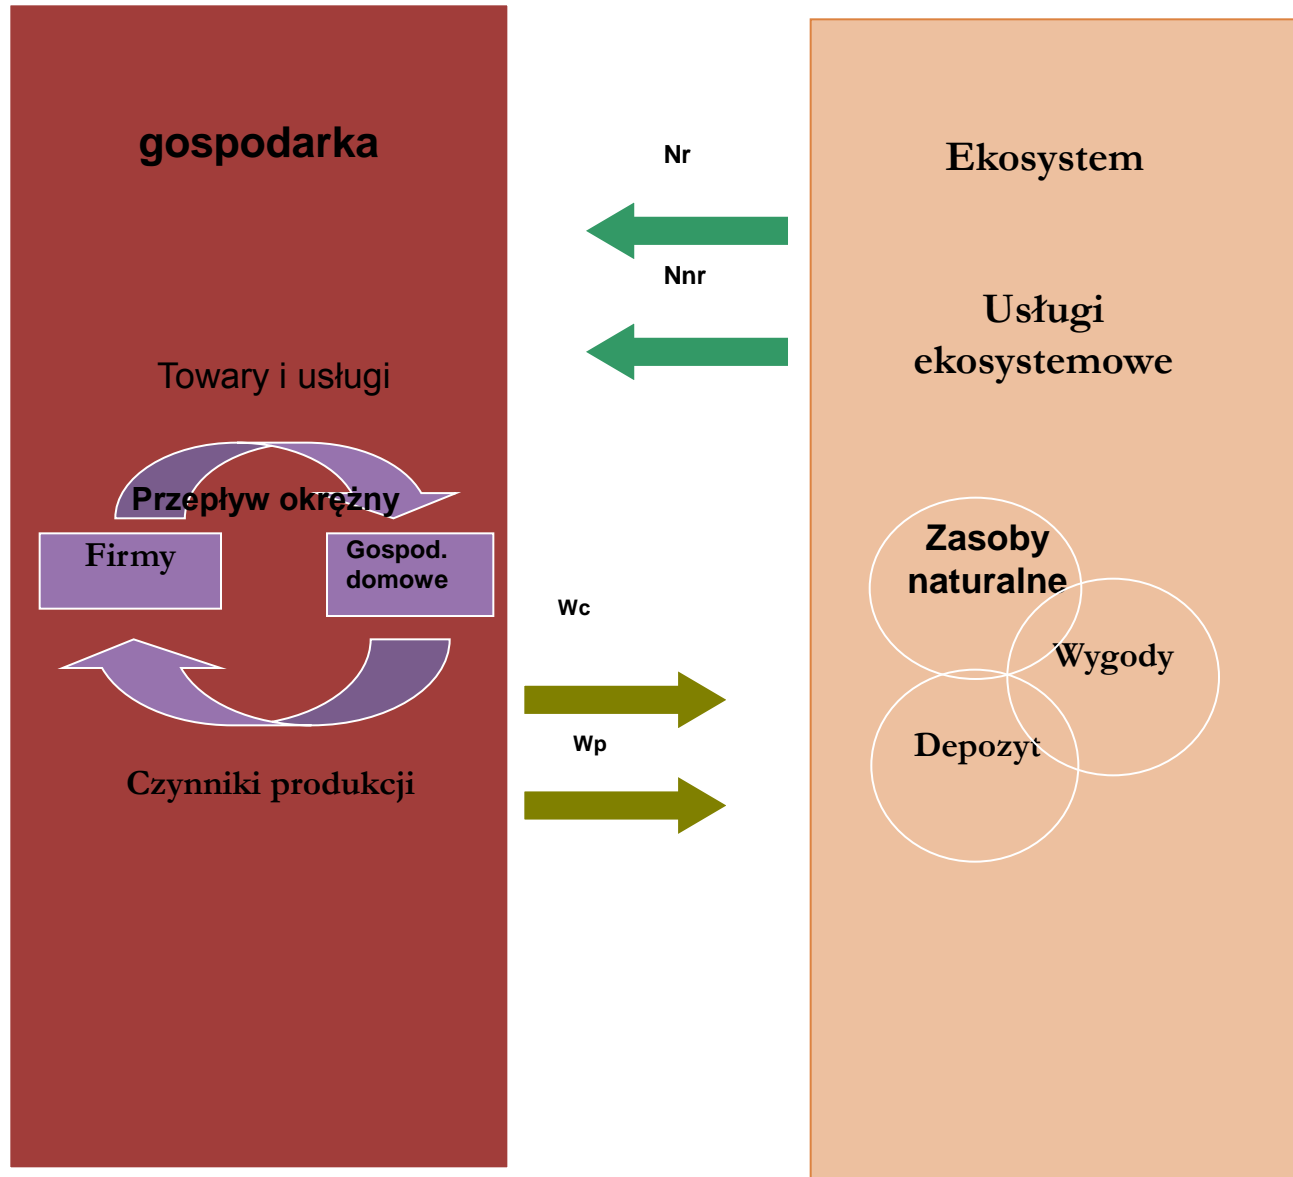 gospodarka
Towary i usługi
Przepływ okrężny
Firmy
Gospod.
domowe
Czynniki produkcji
Nr
Nnr
Wc
Wp
Ekosystem
Usługi
ekosystemowe
Zasoby
naturalne
Wygody
Depozyt